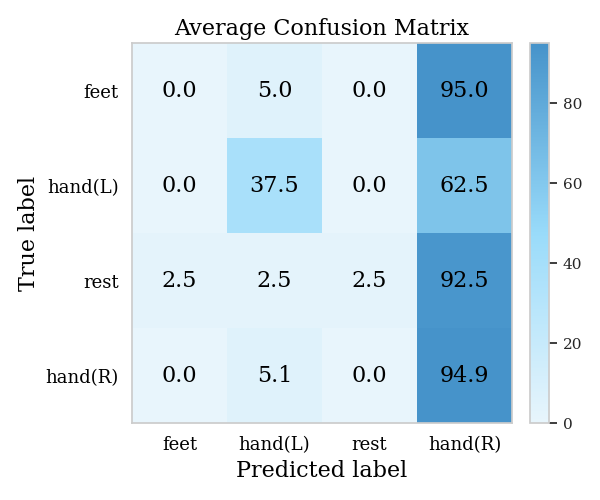 Average Confusion Matrix
True label
feet 0.0 5.0 0.0 95.0
hand(L) 0.0 37.5 0.0 62.5
rest 2.5 2.5 2.5 92.5
hand(R) 0.0 5.1 0.0 94.9
feet hand(L) rest hand(R)
Predicted label
80
60
40
20
0